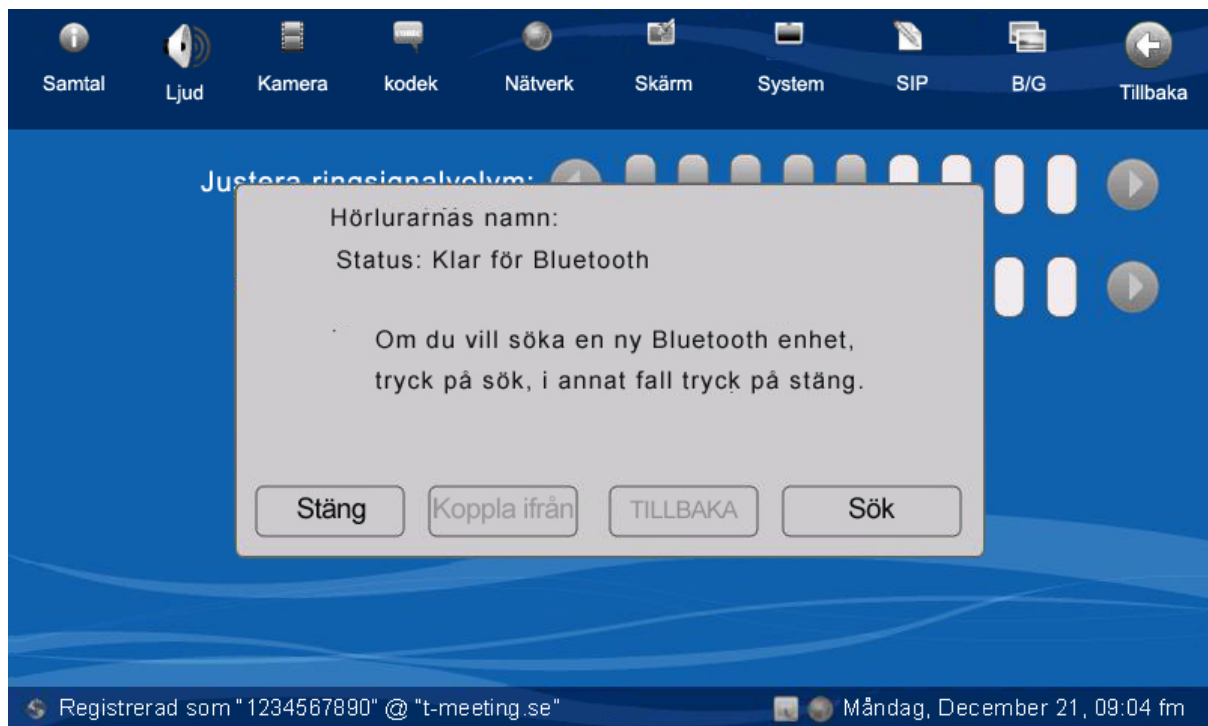 Samtal
Ljud
Kamera
kodek
Nätverk
Skärm
System
SIP
B/G
Tillbaka
Justera ringsignalvolym:
Hörlurarnas namn:
Status: Klar för Bluetooth
Om du vill söka en ny Bluetooth enhet,
tryck på sök, i annat fall tryck på stäng.
Stäng
Koppla ifrån
TILLBAKA
Sök
Registrerad som "1234567890" @ "t-meeting.se"
Måndag, December 21, 09:04 fm